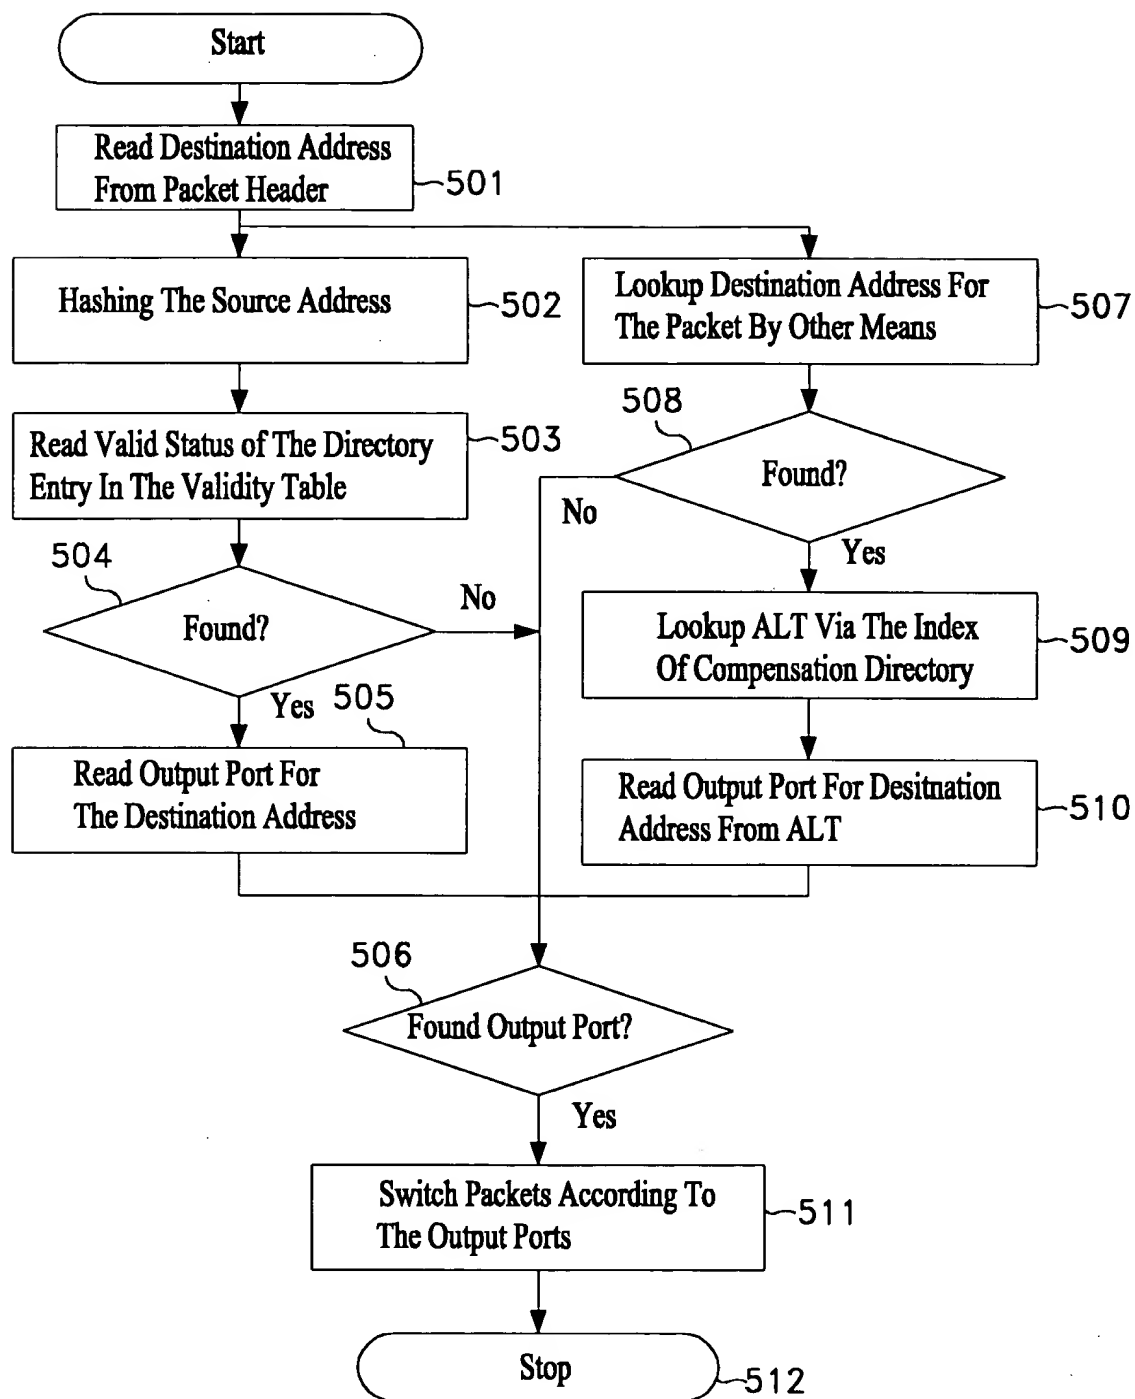 Start
Read Destination Address
From Packet Header
501
Hashing The Source Address
502
Lookup Destination Address For
The Packet By Other Means
507
508
Read Valid Status of The Directory
Entry In The Validity Table
503
Found?
No
Yes
504
Found?
No
Lookup ALT Via The Index
Of Compensation Directory
509
Yes
505
Read Output Port For
The Destination Address
Read Output Port For Desitnation
Address From ALT
510
506
Found Output Port?
Yes
Switch Packets According To
The Output Ports
511
Stop
512